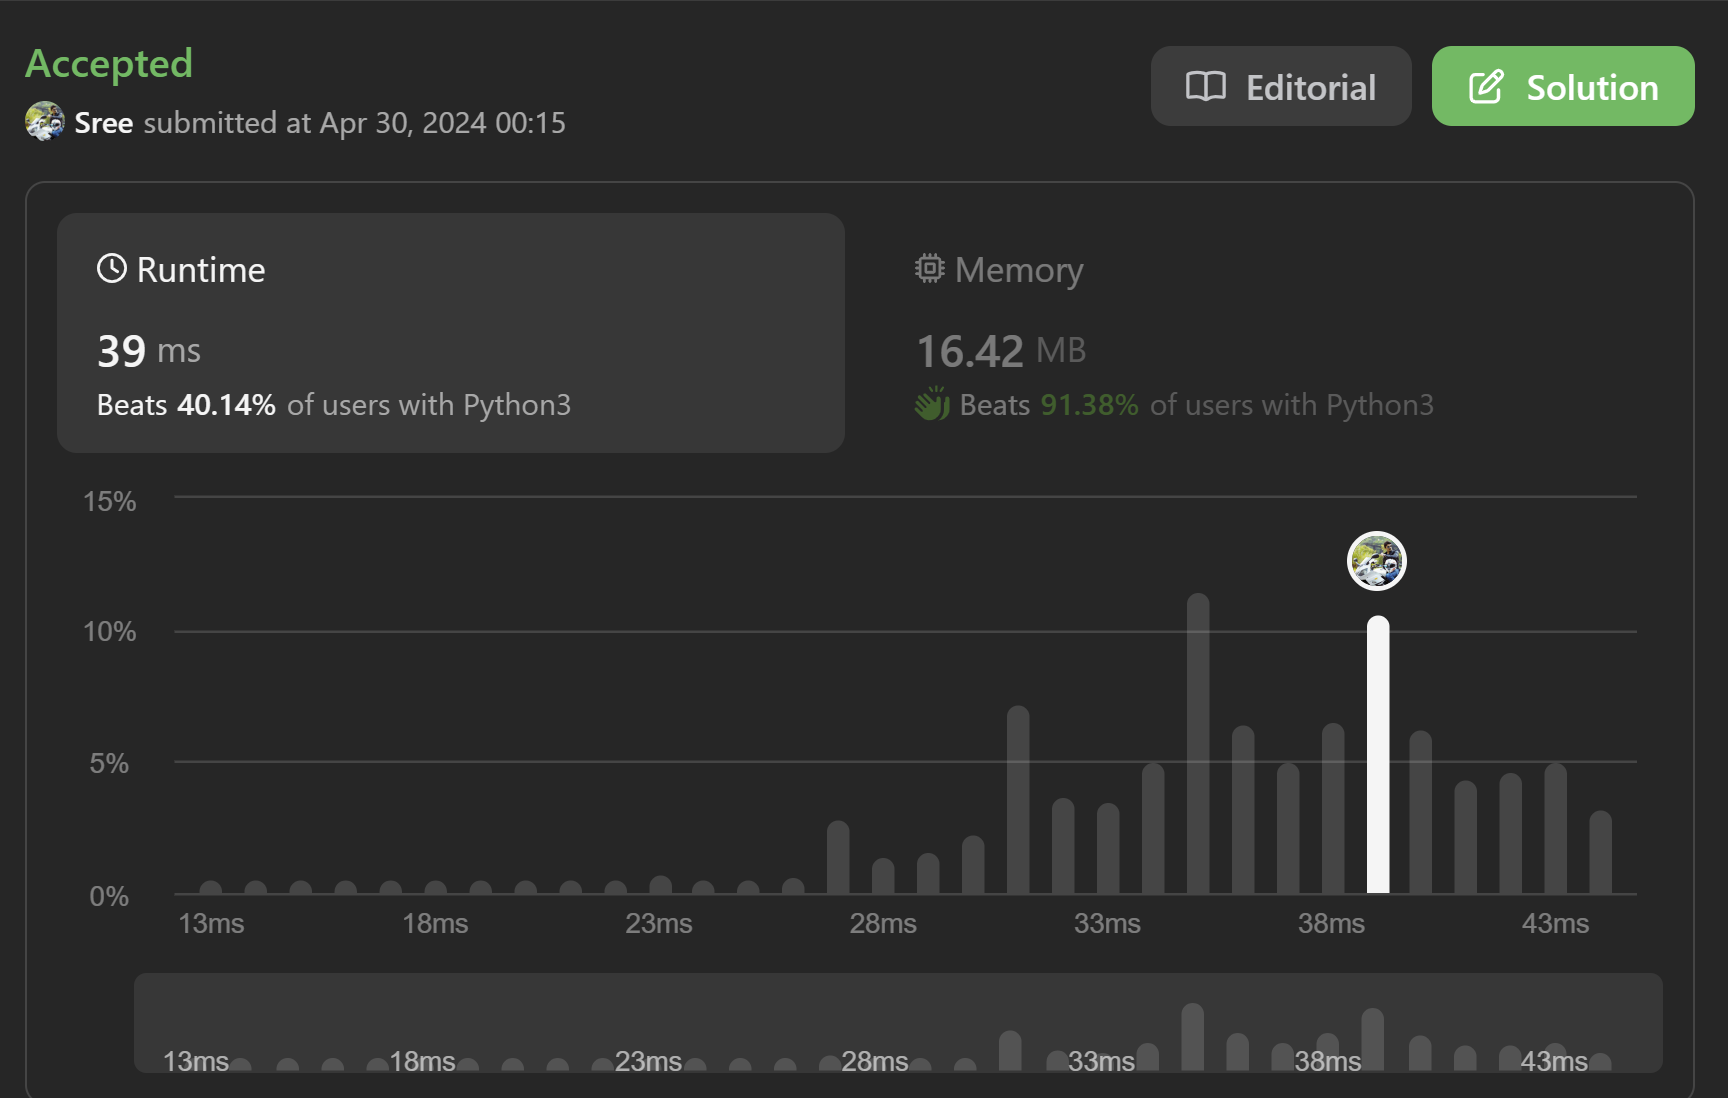 Accepted
Editorial
Solution
Sree submitted at Apr 30, 2024 00:15
Runtime
39 ms
Beats 40.14% of users with Python3
Memory
16.42 MB
Beats 91.38% of users with Python3
15%
10%
5%
0%
13ms 18ms 23ms 28ms 33ms 38ms 43ms
13ms 18ms 23ms 28ms 33ms 38ms 43ms